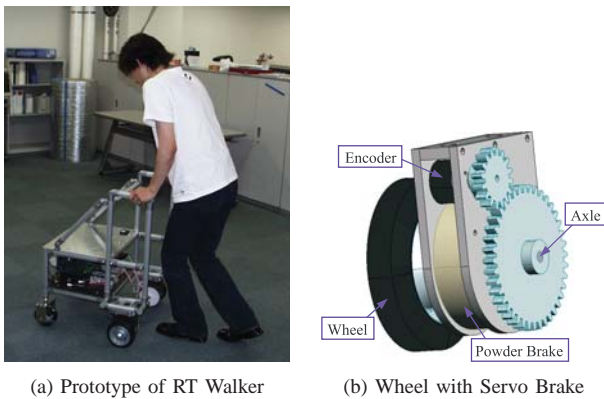 Encoder
Axle
Wheel
Powder Brake
(a) Prototype of RT Walker
(b) Wheel with Servo Brake